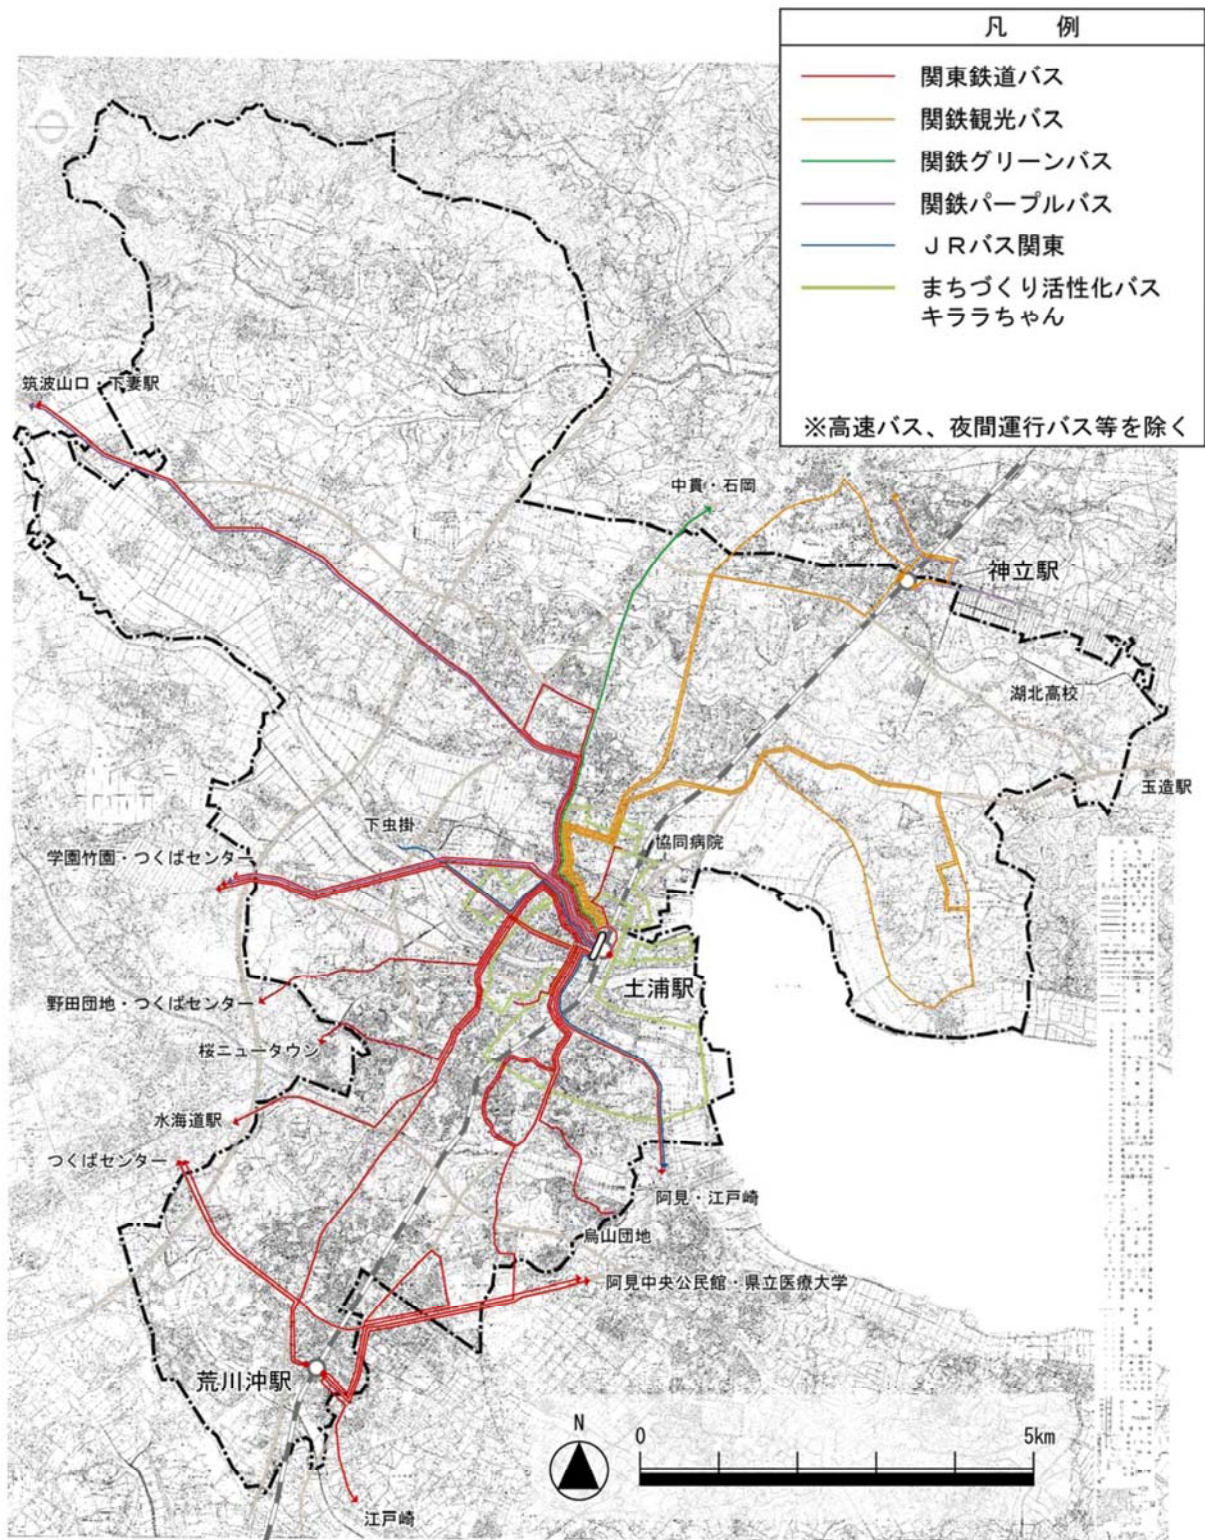 凡 例
関東鉄道バス
関鉄観光バス
関鉄グリーンバス
関鉄パープルバス
JRバス関東
まちづくり活性化バス
キララちゃん
※高速バス、夜間運行バス等を除く
筑波山口・下妻駅
中貫・石岡
神立駅
湖北高校
玉造駅
下虫掛
協同病院
学園竹園・つくばセンター
土浦駅
野田団地・つくばセンター
桜ニュータウン
水海道駅
つくばセンター
阿見・江戸崎
烏山団地
阿見中央公民館・県立医療大学
荒川沖駅
江戸崎
N
0
5km